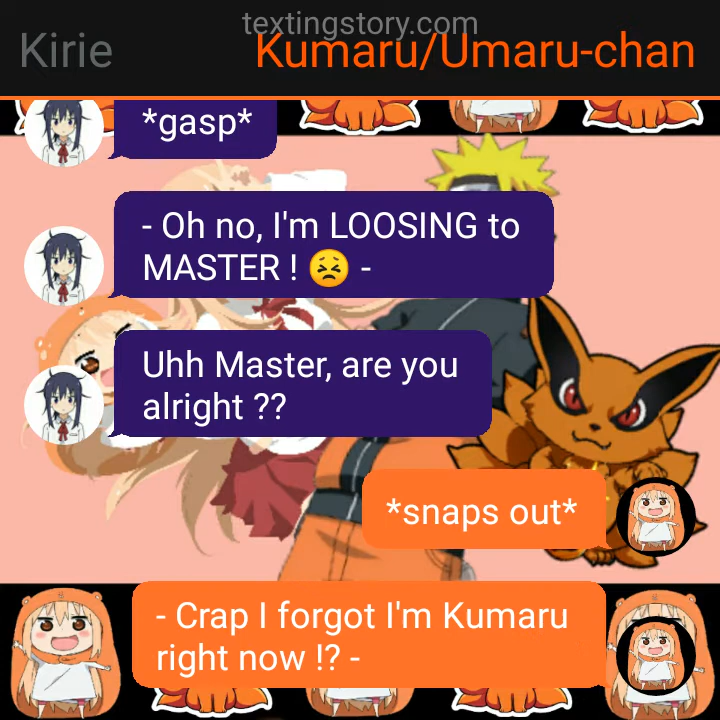 textingstory.com
Kirie
Kumaru/Umaru-chan
*gasp*
- Oh no, I'm LOOSING to
MASTER ! 😣 -
Uhh Master, are you
alright ??
*snaps out*
- Crap I forgot I'm Kumaru
right now !? -